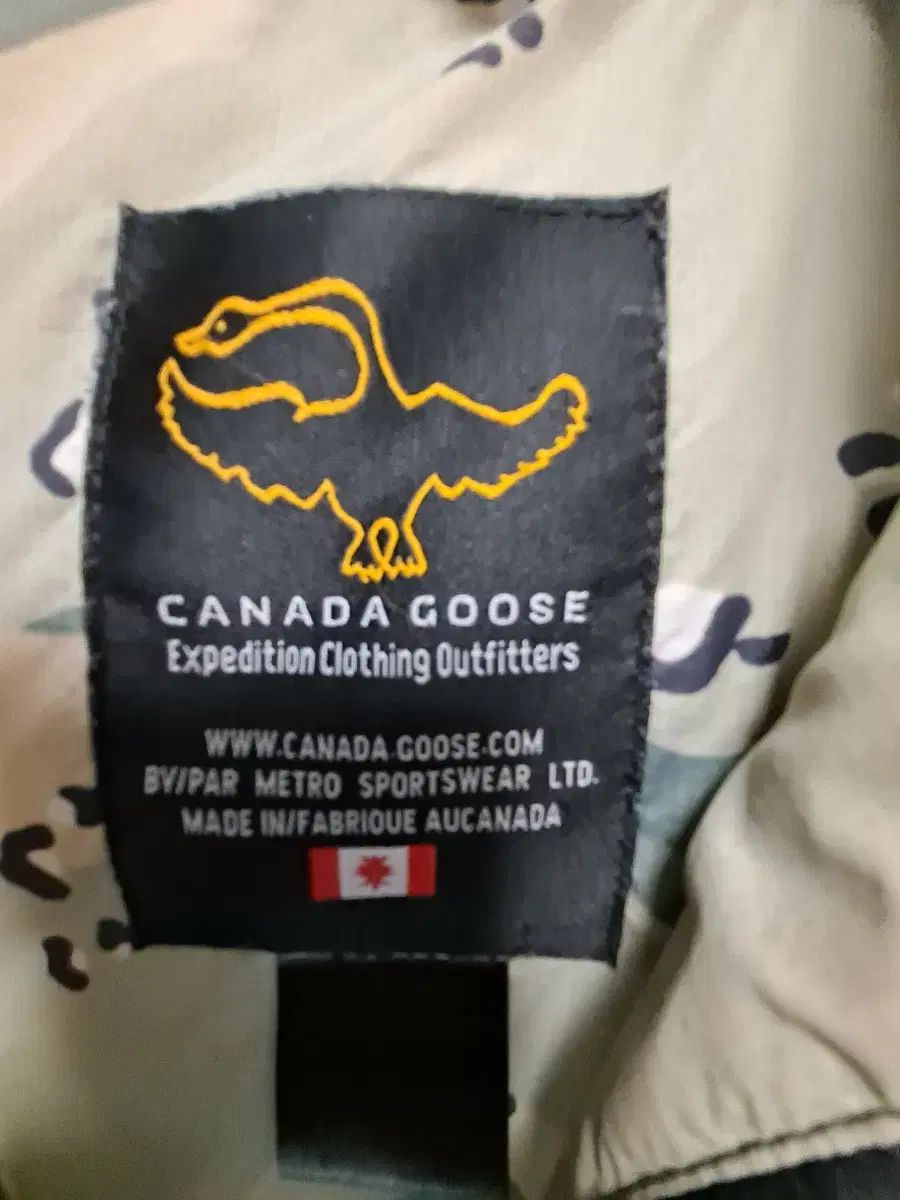 CANADA GOOSE
Expedition Clothing Outfitters
WWW.CANADA.GOOSE.COM
BY/PAR METRO SPORTSWEAR LTD.
MADE IN/FABRIQUE AUCANADA